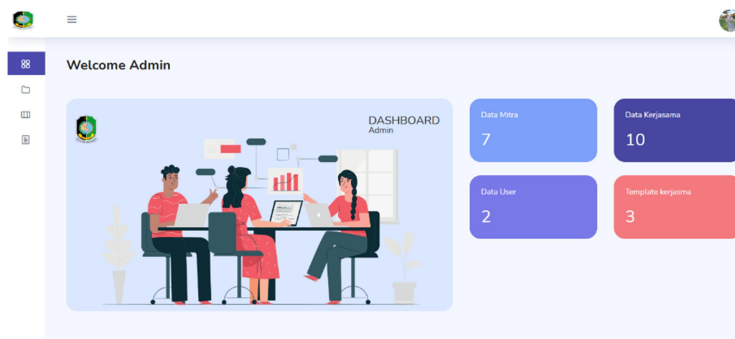 Welcome Admin
DASHBOARD
Admin
Data Mitra
7
Data Kerjasama
10
Data User
2
Template kerjasma
3